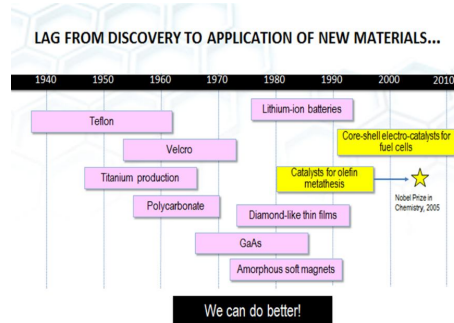 LAG FROM DISCOVERY TO APPLICATION OF NEW MATERIALS...
1940 1950 1960 1970 1980 1990 2000 2010
Lithium-ion batteries
Teflon
Core-shell electro-catalysts for
fuel cells
Velcro
Titanium production
Catalysts for olefin
metathesis
Polycarbonate
Nobel Prize in
Chemistry, 2005
Diamond-like thin films
GaAs
Amorphous soft magnets
We can do better!